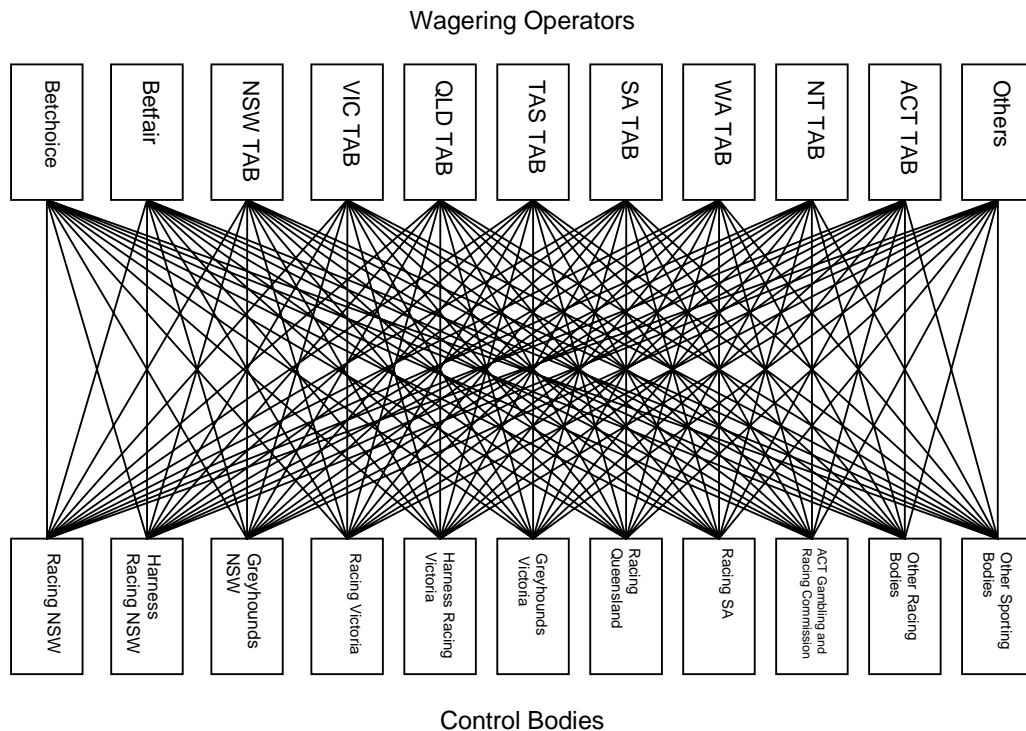 Wagering Operators
Betchoice
Betfair
NSW TAB
VIC TAB
QLD TAB
TAS TAB
SA TAB
WA TAB
NT TAB
ACT TAB
Others
Racing NSW
Harness
Racing NSW
Greyhounds
NSW
Racing Victoria
Harness Racing
Victoria
Greyhounds
Victoria
Racing
Queensland
Racing SA
ACT Gambling and
Racing Commission
Other Racing
Bodies
Other Sporting
Bodies
Control Bodies